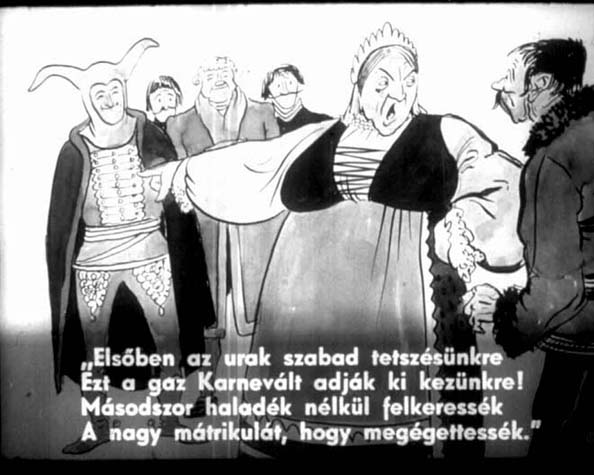 „Elsőben az urak szabad tetszésünkre
Ezt a gaz Karnevált adják ki kezünkre!
Másodszor haladék nélkül felkeressék
A nagy mátrikulát, hogy megégettessék."